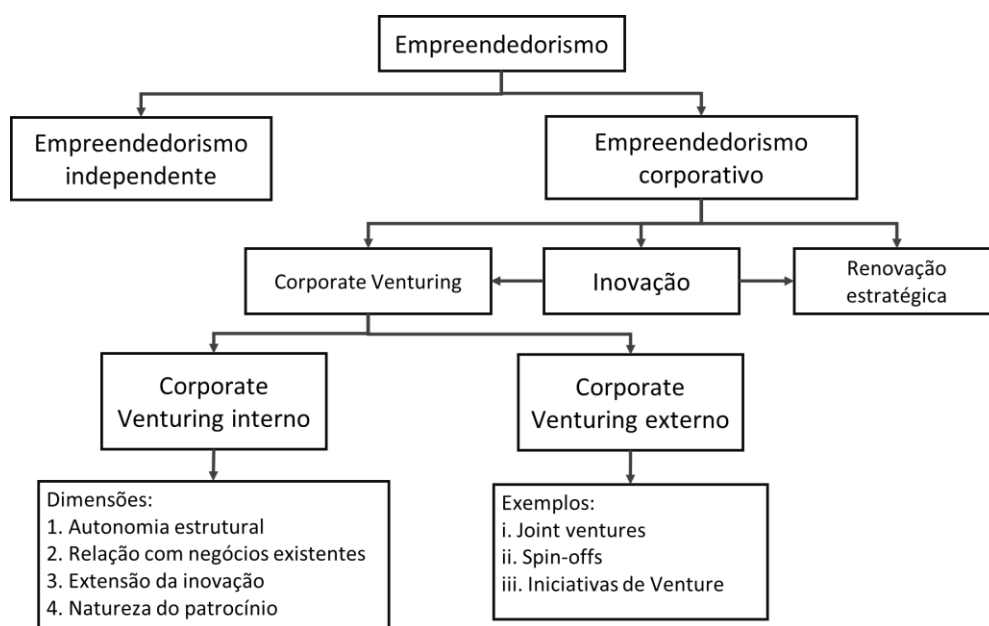 Empreendedorismo
Empreendedorismo
independente
Empreendedorismo
corporativo
Corporate Venturing
Inovação
Renovação
estratégica
Corporate
Venturing interno
Corporate
Venturing externo
Dimensões:
1. Autonomia estrutural
2. Relação com negócios existentes
3. Extensão da inovação
4. Natureza do patrocínio
Exemplos:
i. Joint ventures
ii. Spin-offs
iii. Iniciativas de Venture